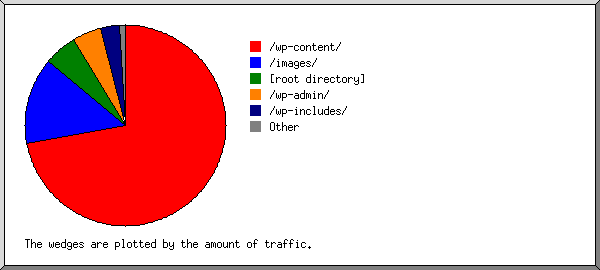 /wp-content/
/images/
[root directory]
/wp-admin/
/wp-includes/
Other
The wedges are plotted by the amount of traffic.